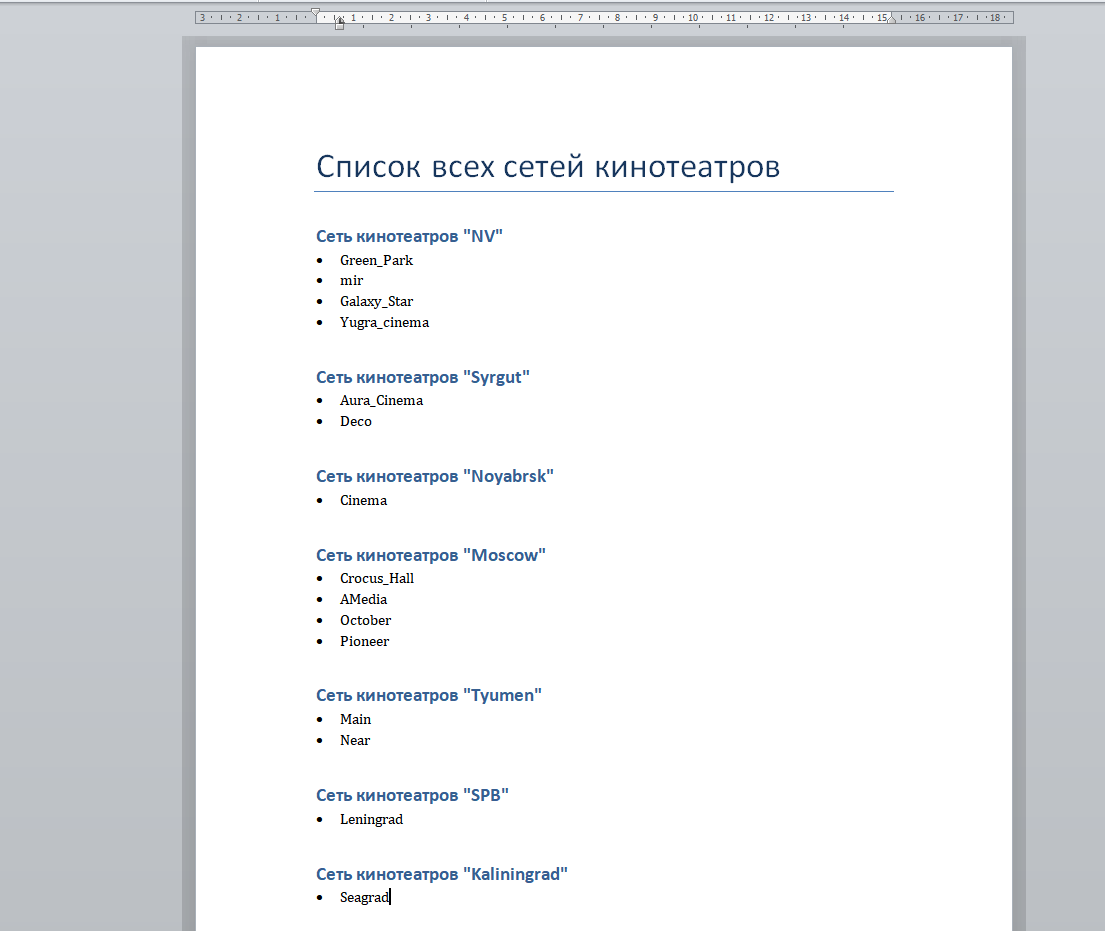 3 2 1 1 2 3 4 5 6 7 8 9 10 11 12 13 14 15 16 17 18
Список всех сетей кинотеатров
Сеть кинотеатров "NV"
• Green_Park
• mir
• Galaxy_Star
• Yugra_cinema
Сеть кинотеатров "Syrgut"
• Aura_Cinema
• Deco
Сеть кинотеатров "Noyabrsk"
• Cinema
Сеть кинотеатров "Moscow"
• Crocus_Hall
• AMedia
• October
• Pioneer
Сеть кинотеатров "Tyumen"
• Main
• Near
Сеть кинотеатров "SPB"
• Leningrad
Сеть кинотеатров "Kaliningrad"
• Seagrad